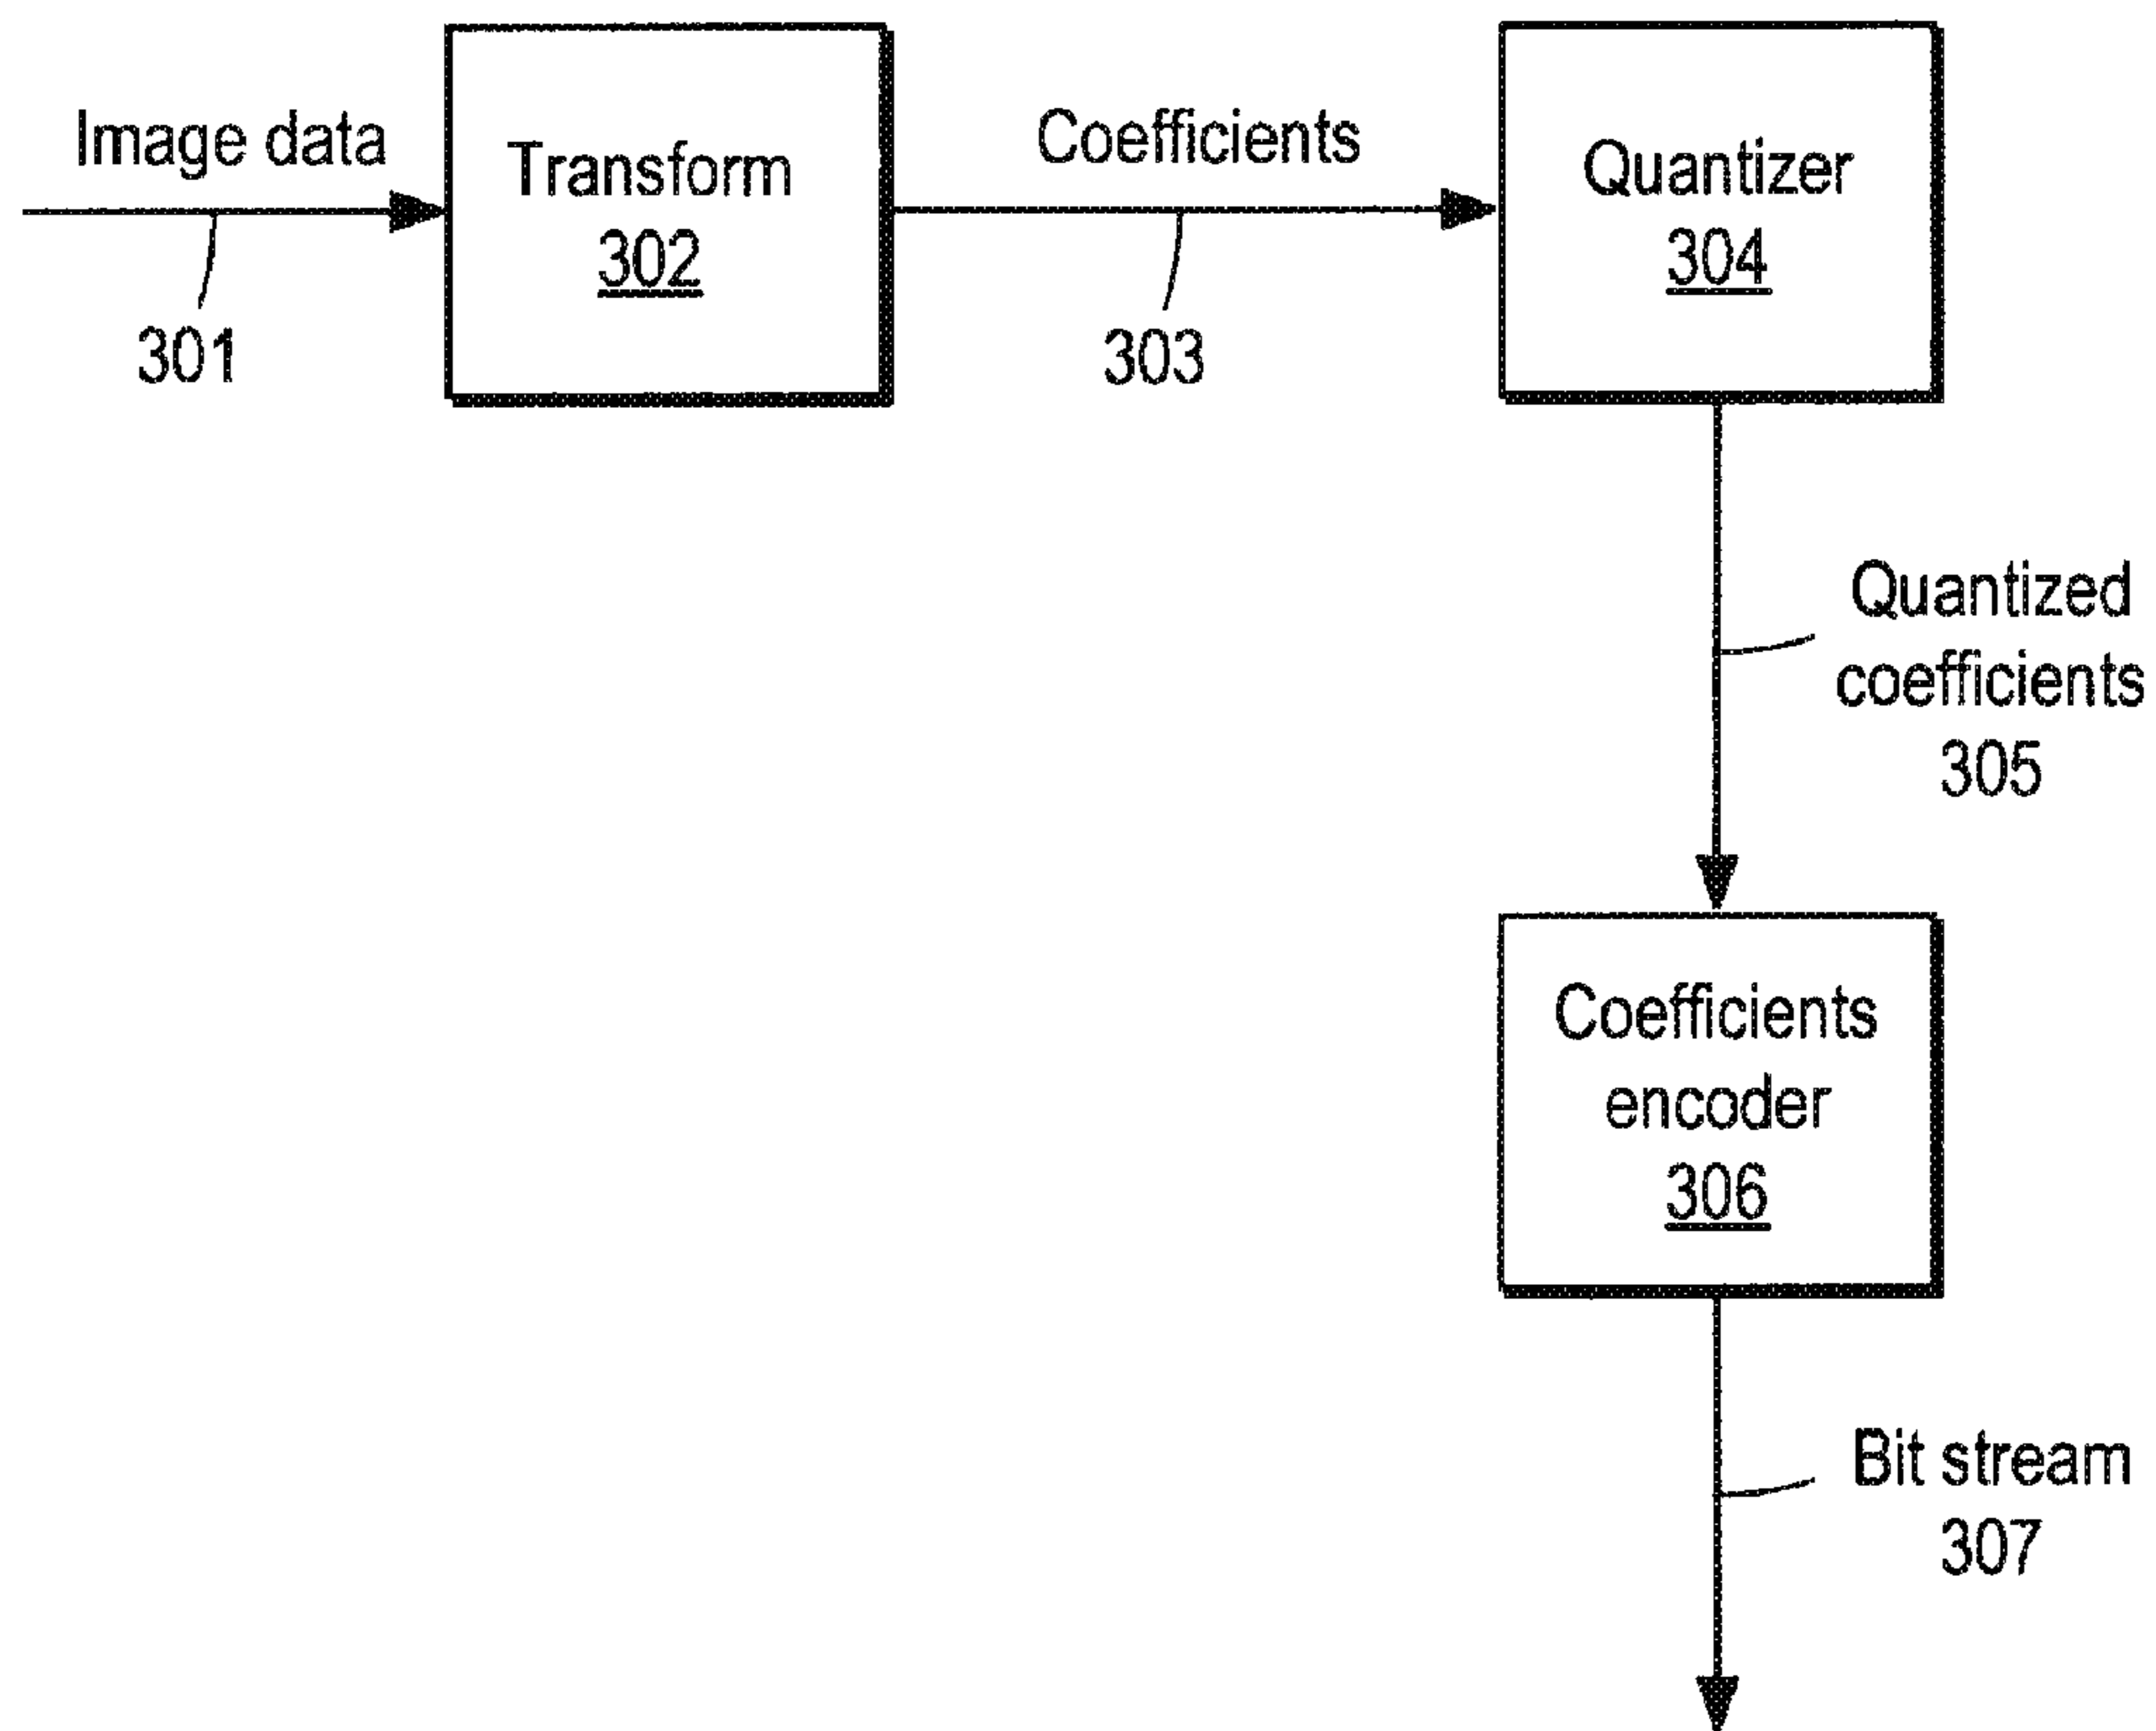 Image data
301
Transform
302
Coefficients
303
Quantizer
304
Quantized
coefficients
305
Coefficients
encoder
306
Bit stream
307